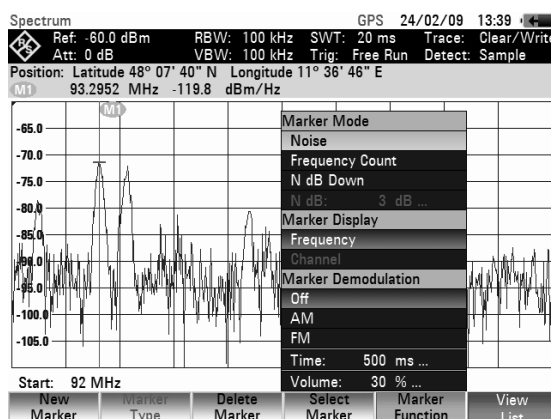 Spectrum GPS 24/02/09 13:39
Ref: -60.0 dBm RBW: 100 kHz SWT: 20 ms Trace: Clear/Write
Att: 0 dB VBW: 100 kHz Trig: Free Run Detect: Sample
Position: Latitude 48° 07' 40" N Longitude 11° 36' 46" E
M1 93.2952 MHz -119.8 dBm/Hz
M1
Marker Mode
-65.0
Noise
-70.0
Frequency Count
-75.0
N dB Down
N dB: 3 dB ...
-80.0
Marker Display
-85.0
Frequency
Channel
-90.0
Marker Demodulation
Off
-100.0
AM
FM
-105.0
Time: 500 ms ...
Start: 92 MHz
Volume: 30 % ...
New Marker Delete Select Marker View
Marker Type Marker Marker Function List